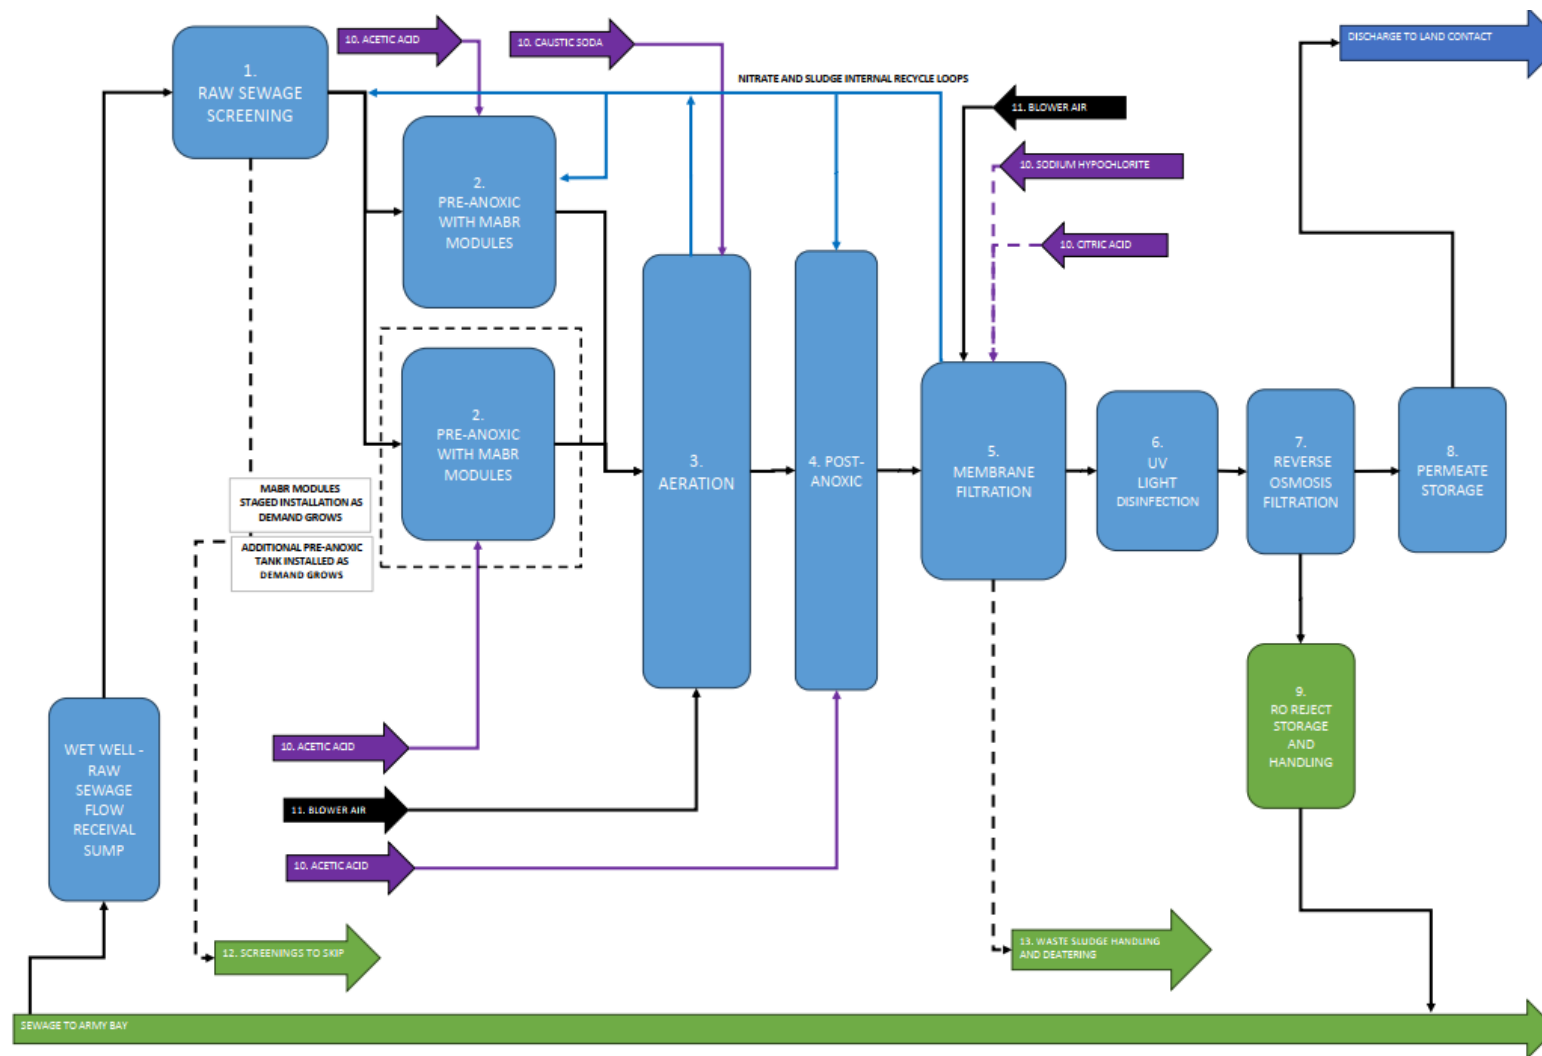 10. ACETIC ACID
10. CAUSTIC SODA
DISCHARGE TO LAND CONTACT
1.
RAW SEWAGE
SCREENING
NITRATE AND SLUDGE INTERNAL RECYCLE LOOPS
11. BLOWER AIR
10. SODIUM HYPOCHLORITE
10. CITRIC ACID
2.
PRE-ANOXIC
WITH MABR
MODULES
2.
PRE-ANOXIC
WITH MABR
MODULES
3.
AERATION
4. POST-
ANOXIC
5.
MEMBRANE
FILTRATION
6.
UV
LIGHT
DISINFECTION
7.
REVERSE
OSMOSIS
FILTRATION
8.
PERMEATE
STORAGE
MABR MODULES
STAGED INSTALLATION AS
DEMAND GROWS
ADDITIONAL PRE-ANOXIC
TANK INSTALLED AS
DEMAND GROWS
WET WELL -
RAW
SEWAGE
FLOW
RECEIVAL
SUMP
10. ACETIC ACID
11. BLOWER AIR
10. ACETIC ACID
9.
RO REJECT
STORAGE
AND
HANDLING
12. SCREENINGS TO SKIP
13. WASTE SLUDGE HANDLING
AND DEATERING
SEWAGE TO ARMY BAY